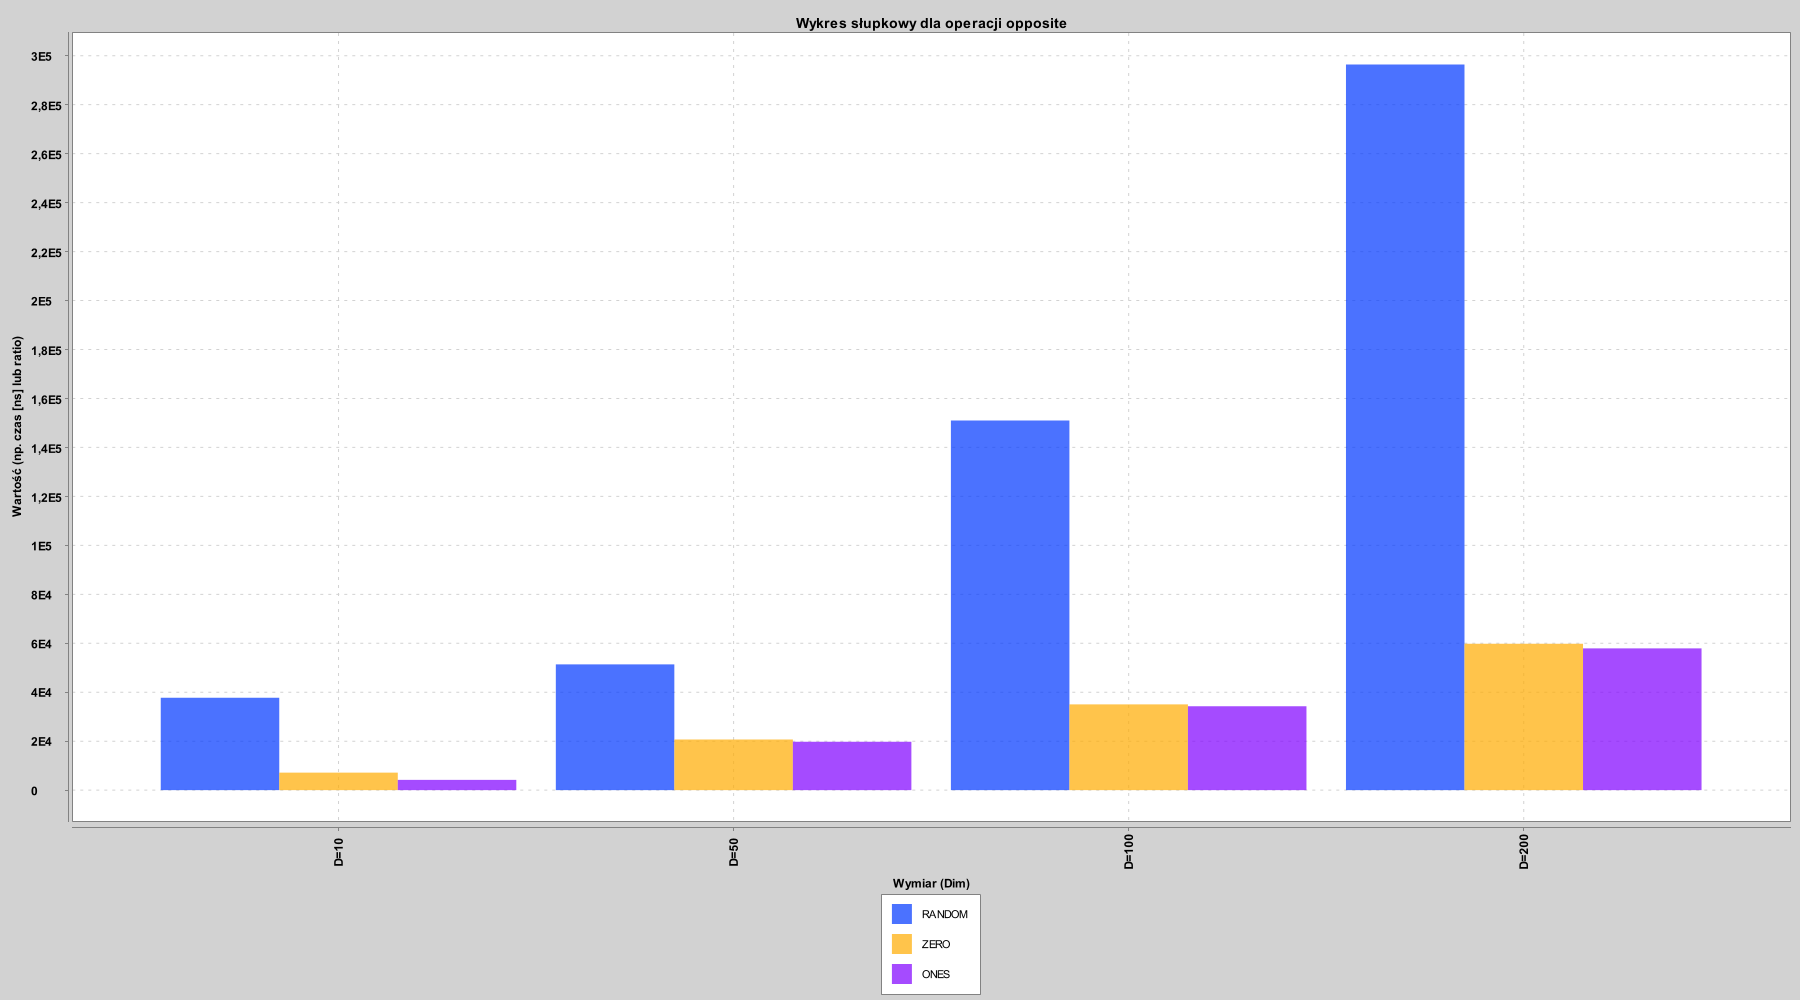 Wykres słupkowy dla operacji opposite
Wartość (np. czas [ns] lub ratio)
3E5
2,8E5
2,6E5
2,4E5
2,2E5
2E5
1,8E5
1,6E5
1,4E5
1,2E5
1E5
8E4
6E4
4E4
2E4
0
D=10
D=50
D=100
D=200
Wymiar (Dim)
RANDOM
ZERO
ONES